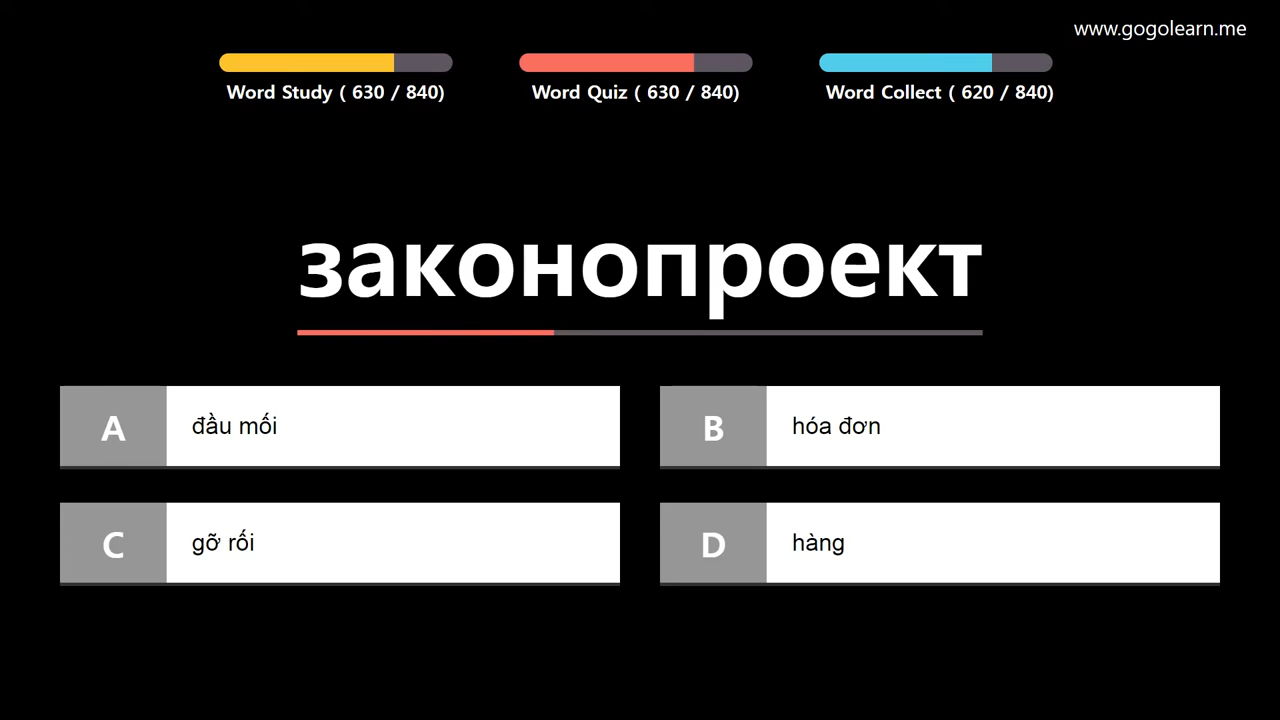 www.gogolearn.me
Word Study ( 630 / 840)
Word Quiz ( 630 / 840)
Word Collect ( 620 / 840)
законопроект
A đầu mối
B hóa đơn
C gỡ rối
D hàng